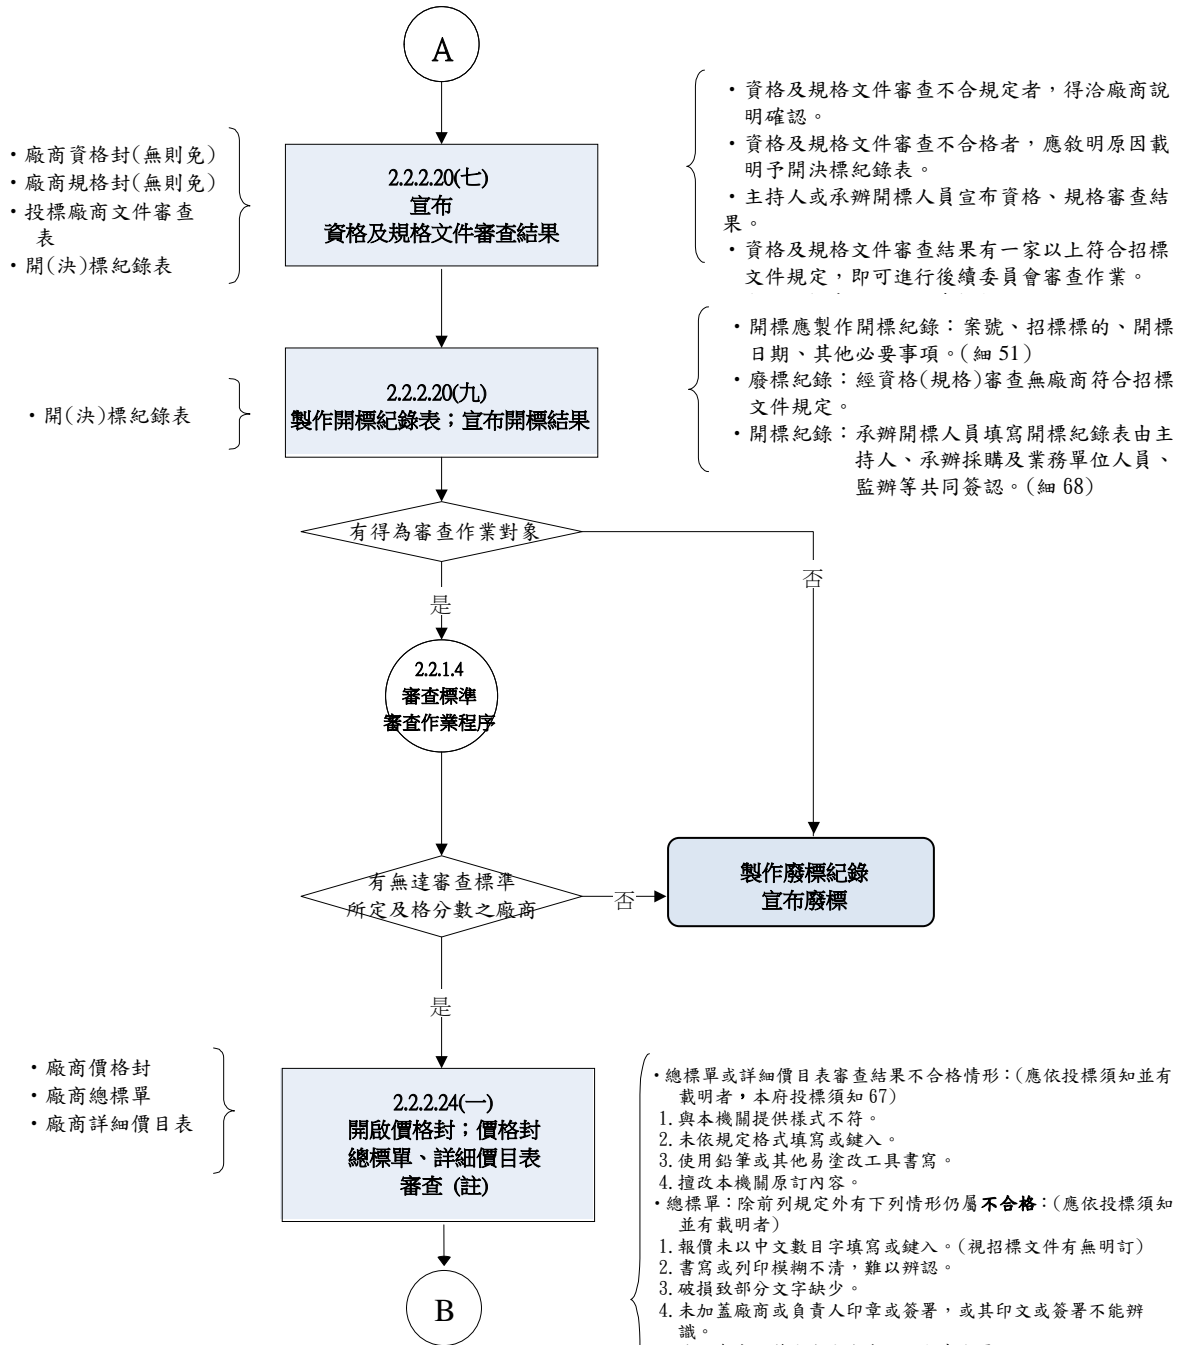 A
・資格及規格文件審查不合規定者，得洽廠商說
明確認。
・資格及規格文件審查不合格者，應敘明原因載
明予開決標紀錄表。
・主持人或承辦開標人員宣布資格、規格審查結
果。
・資格及規格文件審查結果有一家以上符合招標
文件規定，即可進行後續委員會審查作業。
・廠商資格封(無則免)
・廠商規格封(無則免)
・投標廠商文件審查
表
・開(決)標紀錄表
2.2.2.20(七)
宣布
資格及規格文件審查結果
・開標應製作開標紀錄：案號、招標標的、開標
日期、其他必要事項。(細 51)
・廢標紀錄：經資格(規格)審查無廠商符合招標
文件規定。
・開標紀錄：承辦開標人員填寫開標紀錄表由主
持人、承辦採購及業務單位人員、
監辦等共同簽認。(細 68)
・開(決)標紀錄表
2.2.2.20(九)
製作開標紀錄表；宣布開標結果
有得為審查作業對象
否
是
2.2.1.4
審查標準
審查作業程序
有無達審查標準
所定及格分數之廠商
否
製作廢標紀錄
宣布廢標
是
・廠商價格封
・廠商總標單
・廠商詳細價目表
2.2.2.24(一)
開啟價格封；價格封
總標單、詳細價目表
審查 (註)
・總標單或詳細價目表審查結果不合格情形：(應依投標須知並有
載明者，本府投標須知 67)
1.與本機關提供樣式不符。
2.未依規定格式填寫或鍵入。
3.使用鉛筆或其他易塗改工具書寫。
4.擅改本機關原訂內容。
・總標單：除前列規定外有下列情形仍屬不合格：(應依投標須知
並有載明者)
1.報價未以中文數目字填寫或鍵入。(視招標文件有無明訂)
2.書寫或列印模糊不清，難以辨認。
3.破損致部分文字缺少。
4.未加蓋廠商或負責人印章或簽署，或其印文或簽署不能辨
識。
B